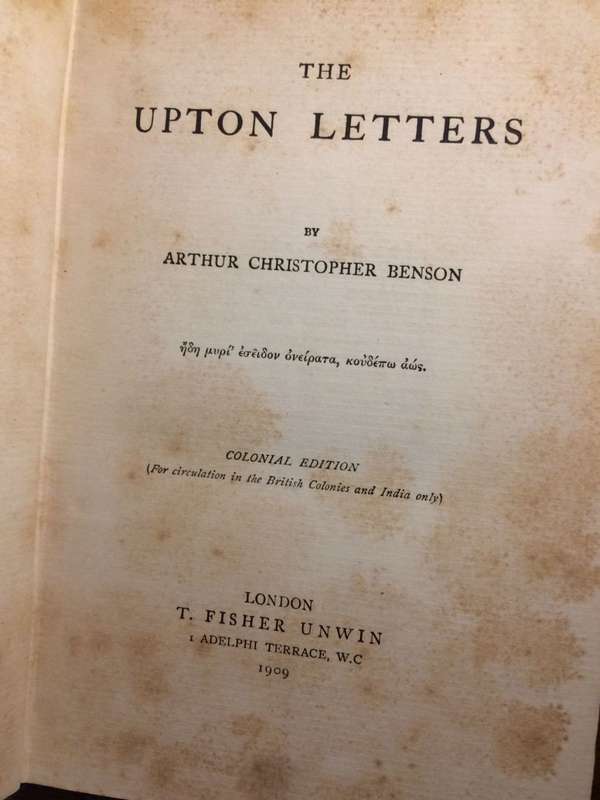 THE
UPTON LETTERS
BY
ARTHUR CHRISTOPHER BENSON
ἤδη μυρί' ἐσεῖδον ὀνείρατα, κοὐδέπω ἀώς.
COLONIAL EDITION
(For circulation in the British Colonies and India only)
LONDON
T. FISHER UNWIN
1 ADELPHI TERRACE, W.C
1909